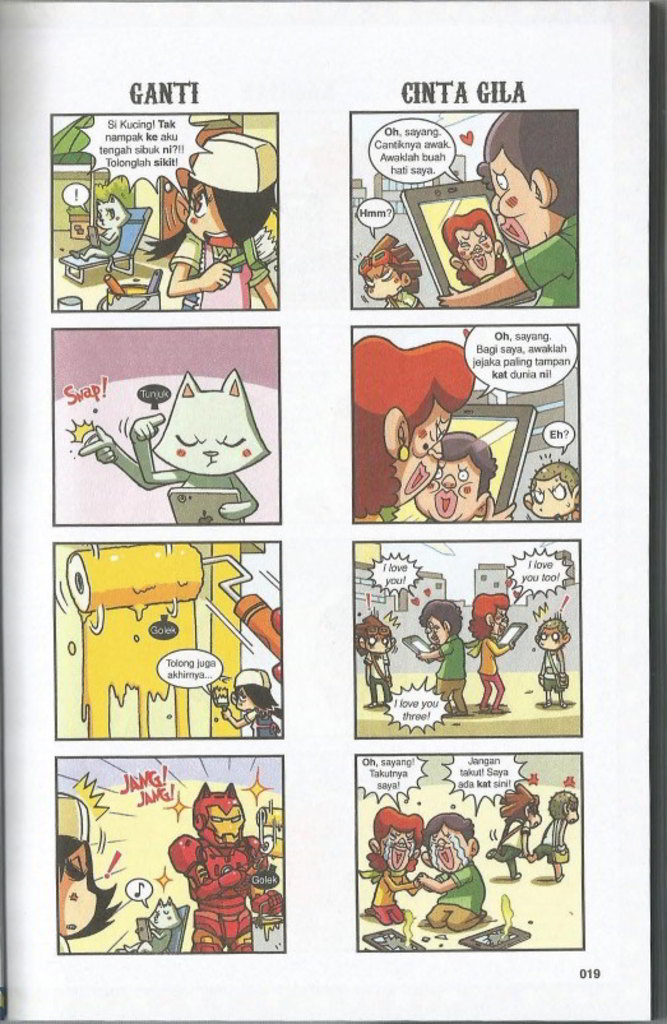 GANTI
Si Kucing! Tak
nampak ke aku
tengah sibuk ni?!!
Tolonglah sikit!
!
Snap!
Tunjuk
Golek
Tolong juga
akhirnya...
JANG!
JANG!
!
♪
Golek
CINTA GILA
Oh, sayang.
Cantiknya awak.
Awaklah buah
hati saya.
Hmm?
Oh, sayang.
Bagi saya, awaklah
jejaka paling tampan
kat dunia ni!
Eh?
I love
you!
I love
you too!
!
!
I love you
three!
Oh, sayang!
Takutnya
saya!
Jangan
takut! Saya
ada kat sini!
019